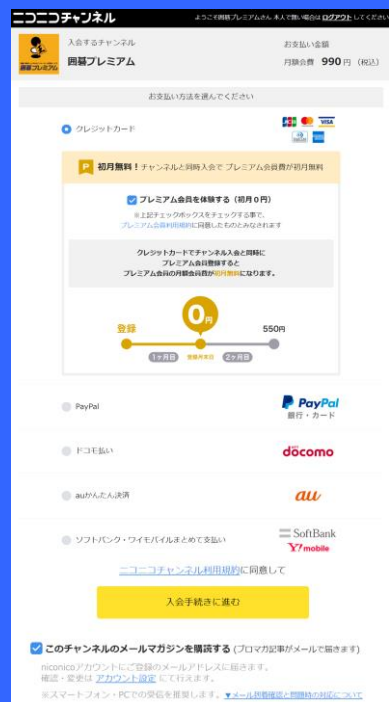 ニコニコチャンネル
ようこそ囲碁プレミアムさん 本人で無い場合は ログアウト してください
入会するチャンネル
囲碁プレミアム
お支払い金額
月額会費 990 円 (税込)
囲碁プレミアム
お支払い方法を選んでください
クレジットカード
JCB
VISA
P 初月無料! チャンネルと同時入会で プレミアム会員費が初月無料
プレミアム会員を体験する (初月0円)
※上記チェックボックスをチェックする事で、
プレミアム会員利用規約に同意したものとみなされます
クレジットカードでチャンネル入会と同時に
プレミアム会員登録すると
プレミアム会員の月額会員費が初月無料になります。
登録
0円
550円
1ヶ月目
登録月末日
2ヶ月目
PayPal
PayPal
銀行・カード
ドコモ払い
docomo
auかんたん決済
au
ソフトバンク・ワイモバイルまとめて支払い
SoftBank
Y!mobile
ニコニコチャンネル利用規約に同意して
入会手続きに進む
このチャンネルのメールマガジンを購読する (ブロマガ記事がメールで届きます)
niconicoアカウントにご登録のメールアドレスに届きます。
確認・変更は アカウント設定 にて行えます。
※スマートフォン・PCでの受信を推奨します。 ▼メール到着確認と問題時の対応について